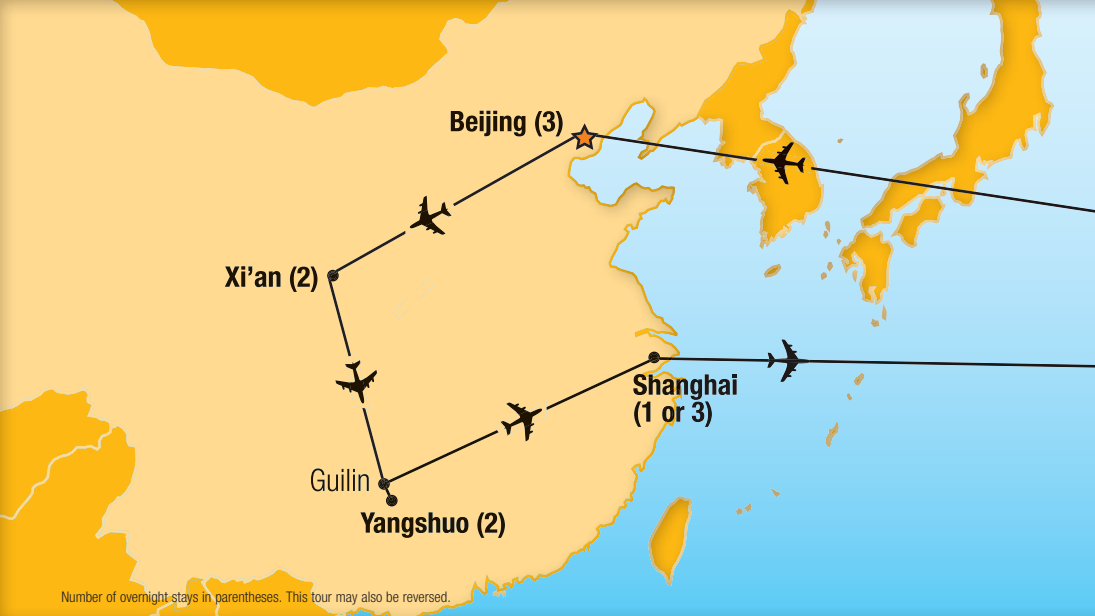 Beijing (3)
Xi’an (2)
Shanghai
(1 or 3)
Guilin
Yangshuo (2)
Number of overnight stays in parentheses. This tour may also be reversed.